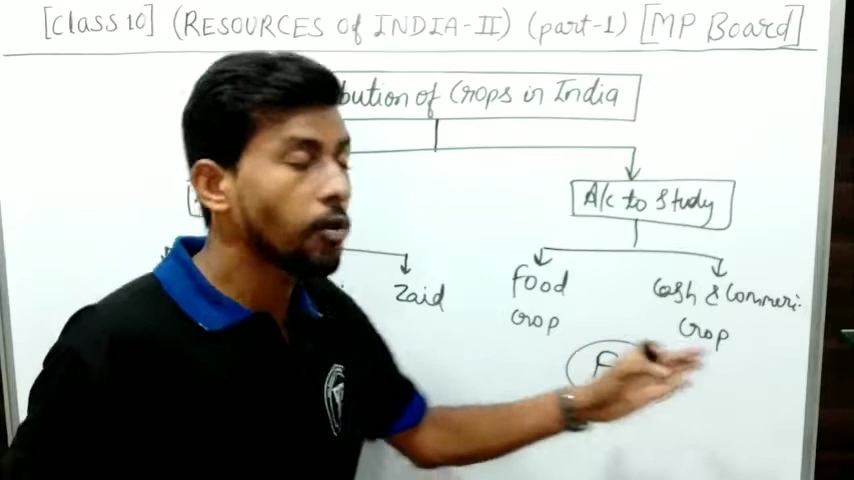 [Class 10] (RESOURCES of INDIA-II) (part-1) [MP Board]
bution of Crops in India
A/c to Study
Zaid
Food
crop
Cash & Commeri.
Crop